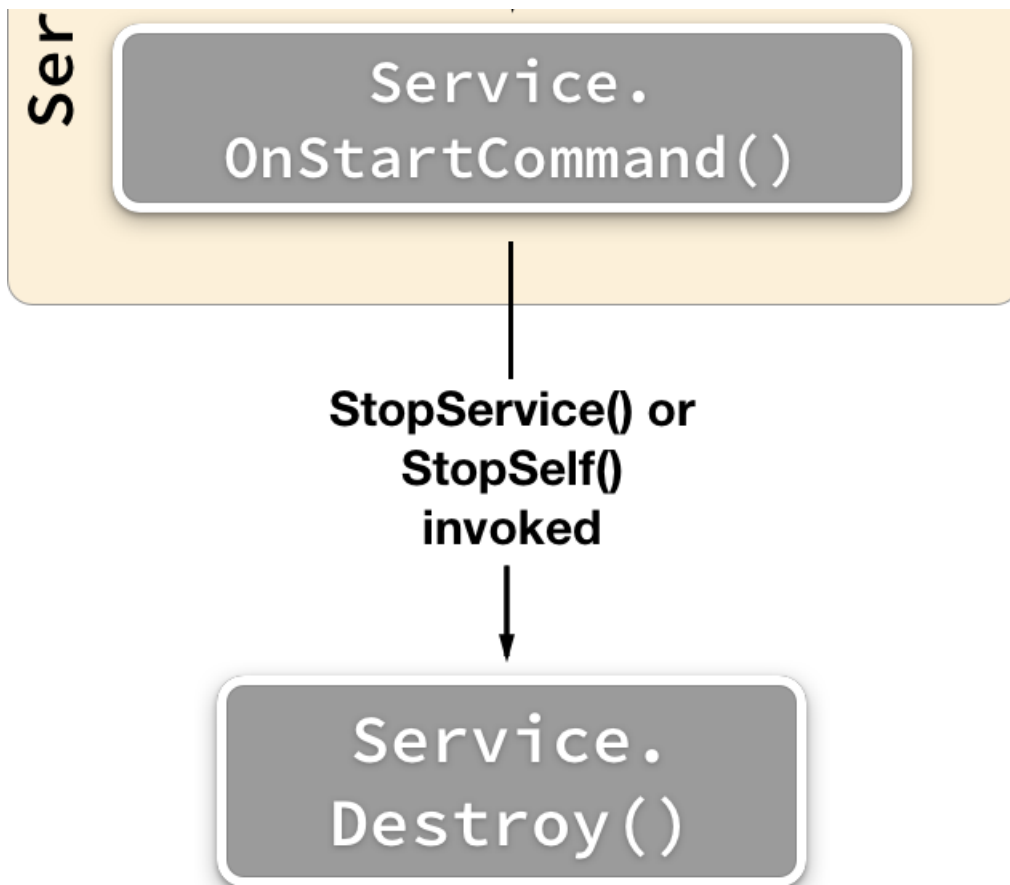 Ser
Service.
OnStartCommand()
StopService() or
StopSelf()
invoked
Service.
Destroy()